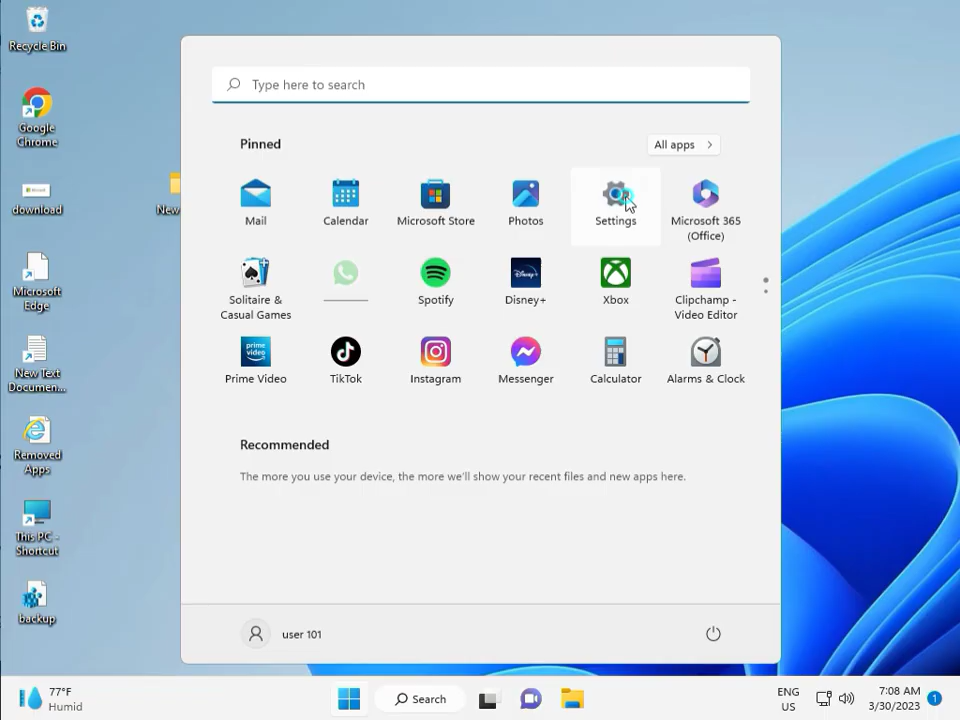 Recycle Bin
Google
Chrome
download
Microsoft
Edge
New Text
Documen...
Removed
Apps
This PC -
Shortcut
backup
New
Type here to search
Pinned
All apps
Mail
Calendar
Microsoft Store
Photos
Settings
Microsoft 365
(Office)
Solitaire &
Casual Games
Spotify
Disney+
Xbox
Clipchamp -
Video Editor
prime
video
Prime Video
TikTok
Instagram
Messenger
Calculator
Alarms & Clock
Recommended
The more you use your device, the more we'll show your recent files and new apps here.
user 101
77°F
Humid
Search
ENG
US
7:08 AM
3/30/2023
1